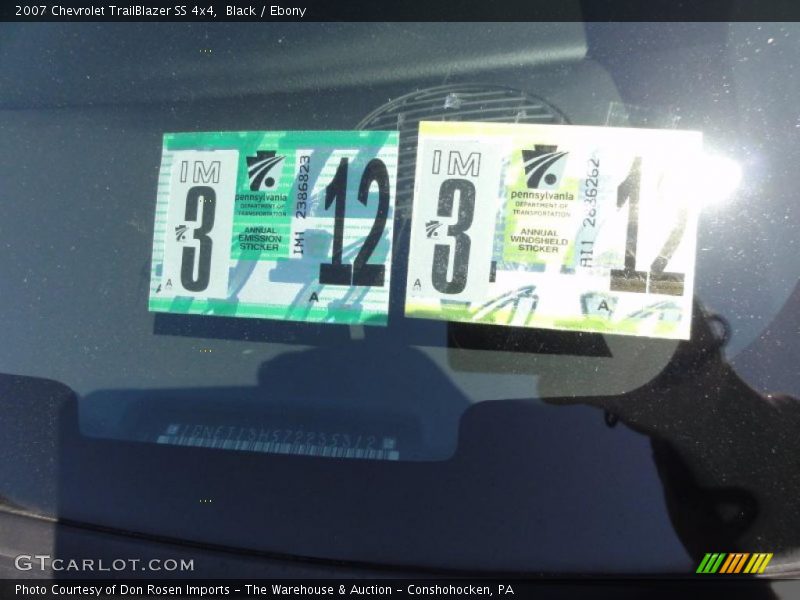 2007 Chevrolet TrailBlazer SS 4x4, Black / Ebony
IM
3
A
pennsylvania
DEPARTMENT OF
TRANSPORTATION
ANNUAL
EMISSION
STICKER
IM1 2386823
12
A
IM
3
A
pennsylvania
DEPARTMENT OF
TRANSPORTATION
ANNUAL
WINDSHIELD
STICKER
12
A
GTCARLOT.COM
Photo Courtesy of Don Rosen Imports – The Warehouse & Auction – Conshohocken, PA